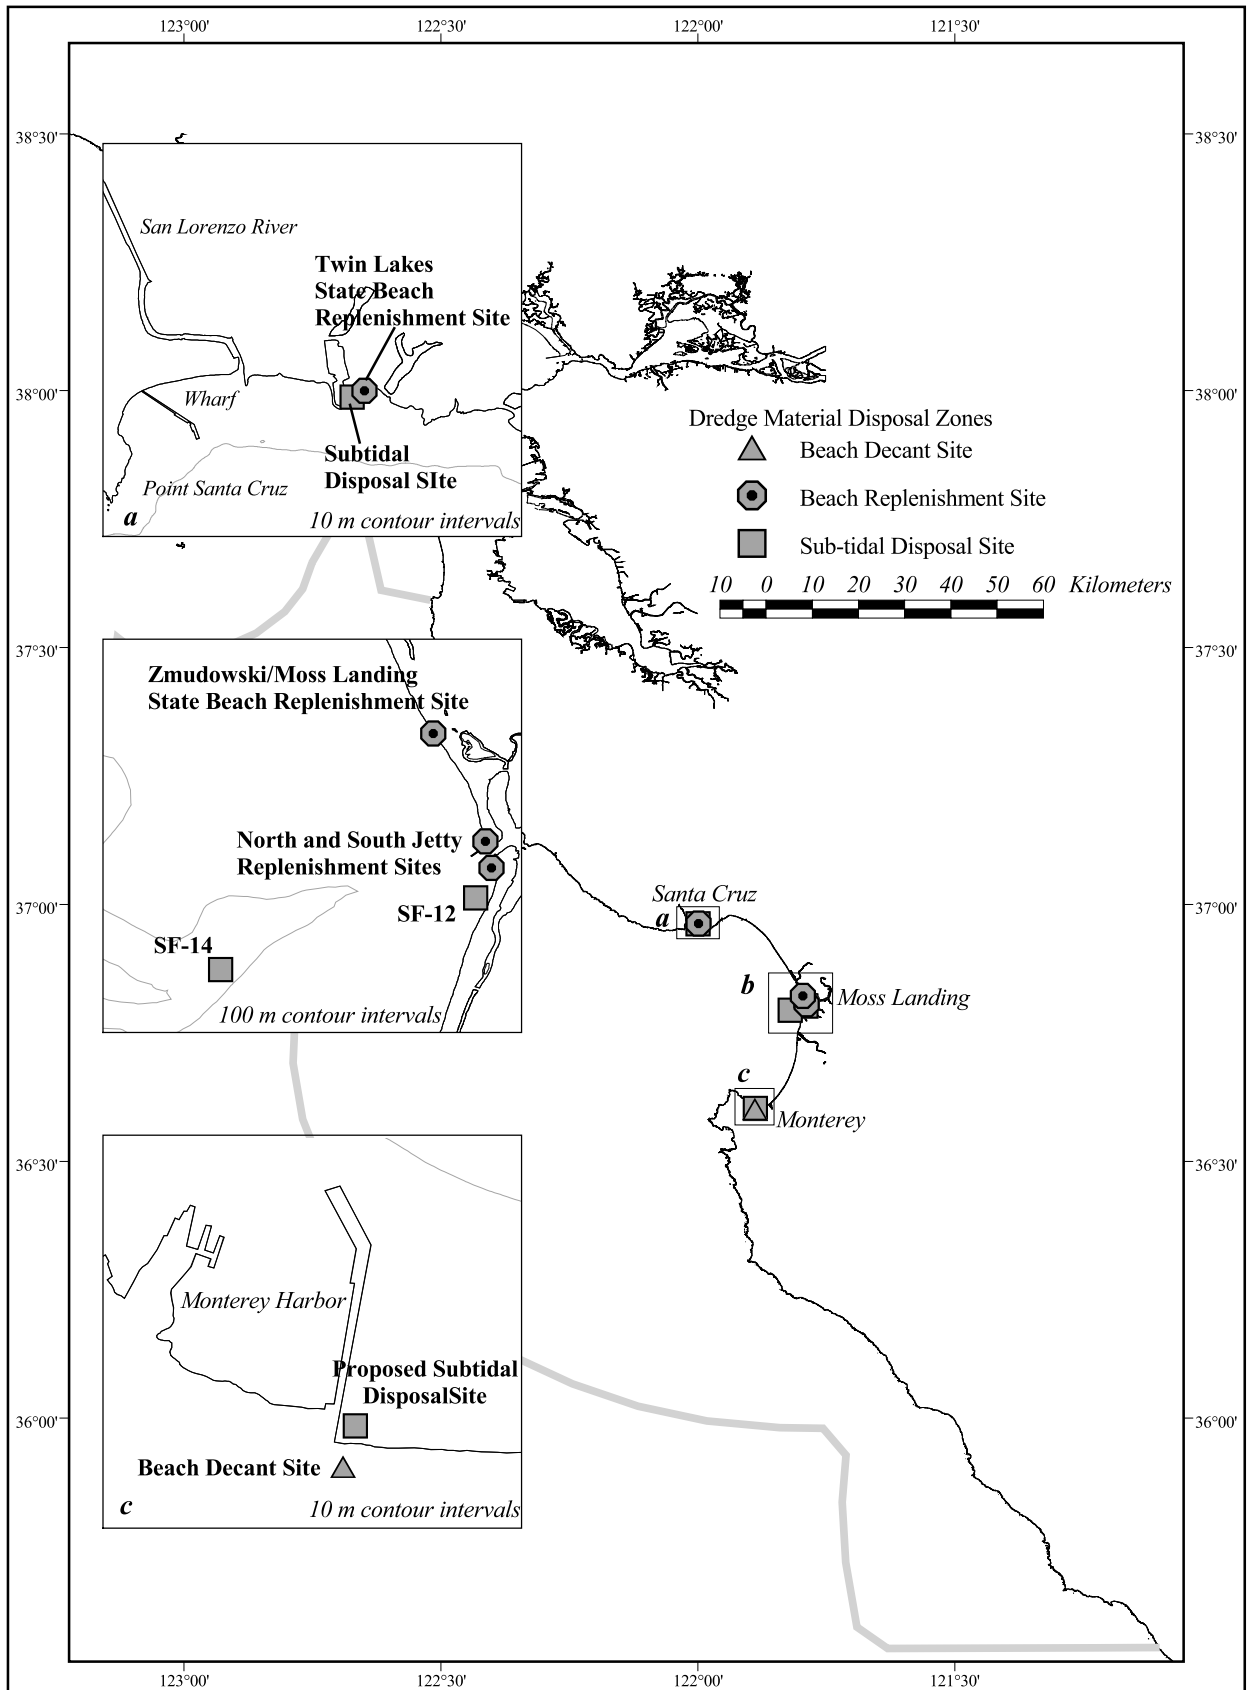 123°00'
122°30'
122°00'
121°30'
38°30'
38°30'
San Lorenzo River
Twin Lakes
State Beach
Replenishment Site
Wharf
Subtidal
Disposal SIte
Point Santa Cruz
a
10 m contour intervals
38°00'
38°00'
Dredge Material Disposal Zones
Beach Decant Site
Beach Replenishment Site
Sub-tidal Disposal Site
10 0 10 20 30 40 50 60 Kilometers
37°30'
37°30'
Zmudowski/Moss Landing
State Beach Replenishment Site
North and South Jetty
Replenishment Sites
SF-12
SF-14
100 m contour intervals
37°00'
37°00'
Santa Cruz
a
b
Moss Landing
c
Monterey
36°30'
36°30'
Monterey Harbor
Proposed Subtidal
DisposalSite
Beach Decant Site
c
10 m contour intervals
36°00'
36°00'
123°00'
122°30'
122°00'
121°30'